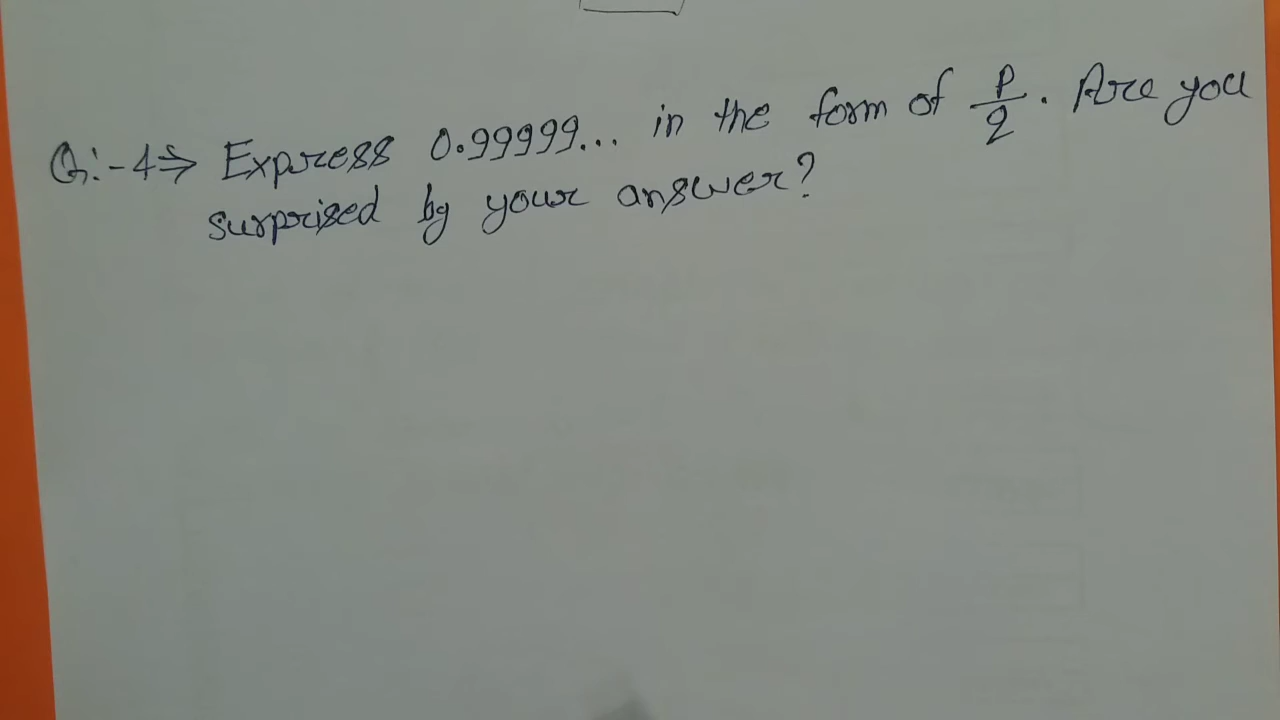 Q:-4⇒ Express 0.99999... in the form of p/q. Are you
surprised by your answer?